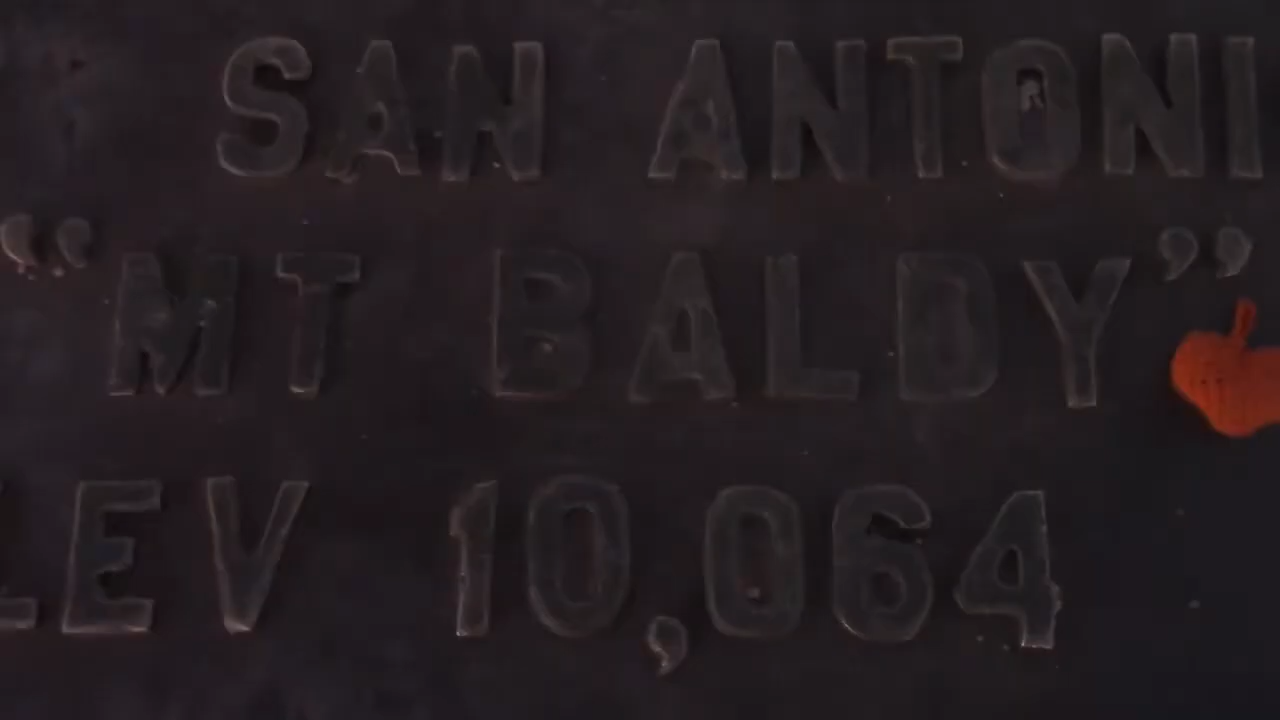 SAN ANTONI
“MT BALDY”
LEV 10,064